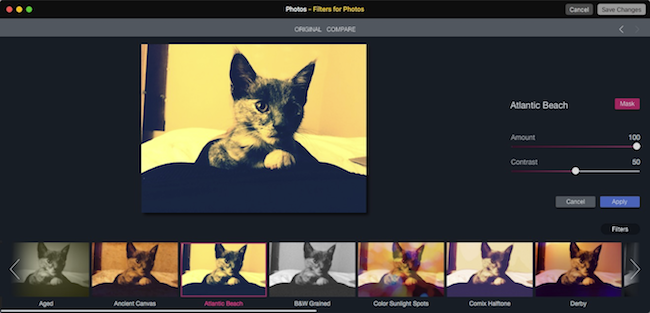 Photos - Filters for Photos
Cancel
Save Changes
ORIGINAL COMPARE
Atlantic Beach
Mask
Amount 100
Contrast 50
Cancel
Apply
Filters
Aged
Ancient Canvas
Atlantic Beach
B&W Grained
Color Sunlight Spots
Comix Halftone
Derby